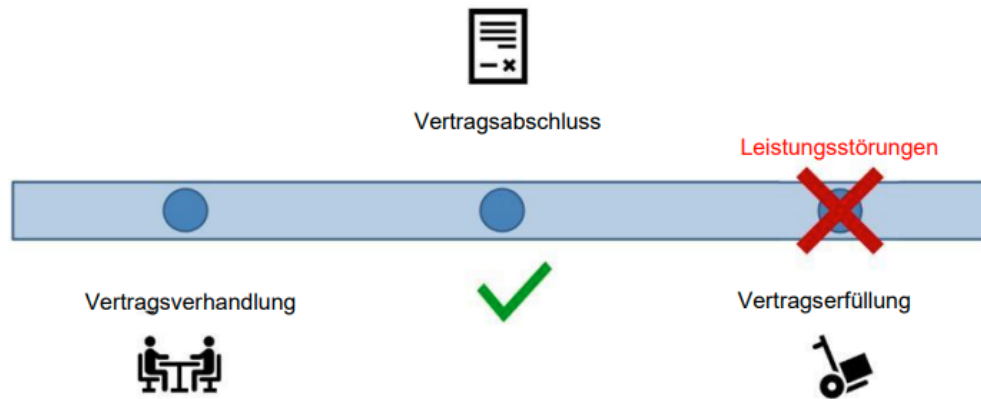 Vertragsabschluss
Leistungsstörungen
Vertragsverhandlung
Vertragserfüllung